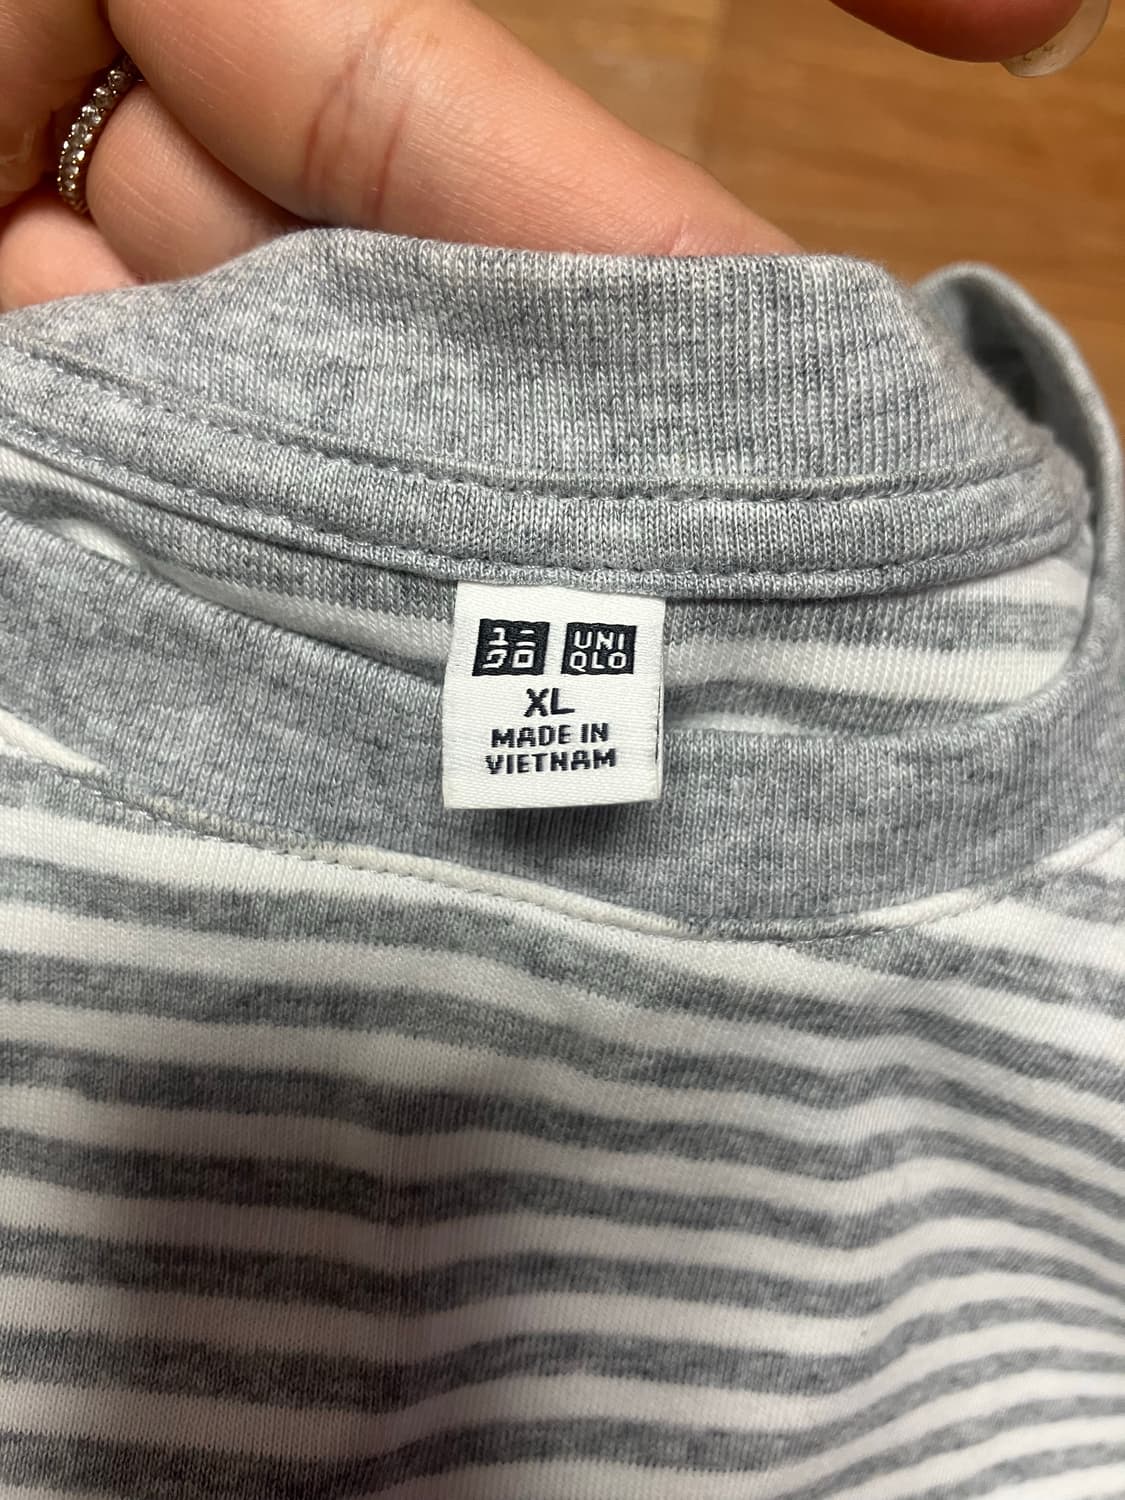 ユニ
クロ
UNI
QLO
XL
MADE IN
VIETNAM